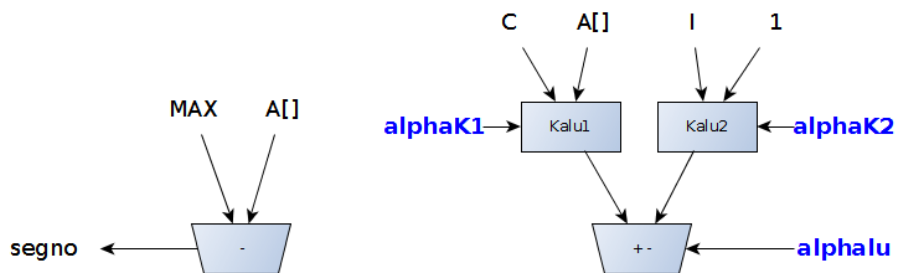 C A[] I 1
MAX A[]
alphaK1 Kalu1 Kalu2 alphaK2
segno - + - alphalu